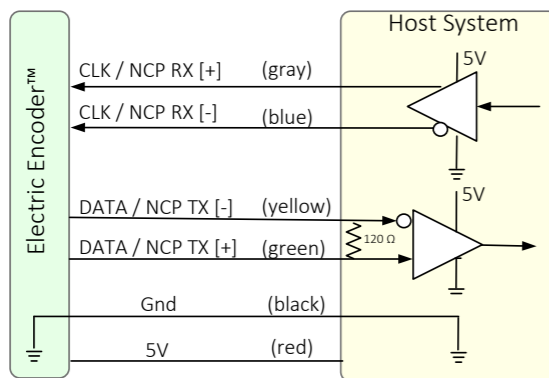 Host System
5V
CLK / NCP RX [+] (gray)
CLK / NCP RX [-] (blue)
Electric Encoder™
5V
DATA / NCP TX [-] (yellow)
120 Ω
DATA / NCP TX [+] (green)
Gnd (black)
5V (red)